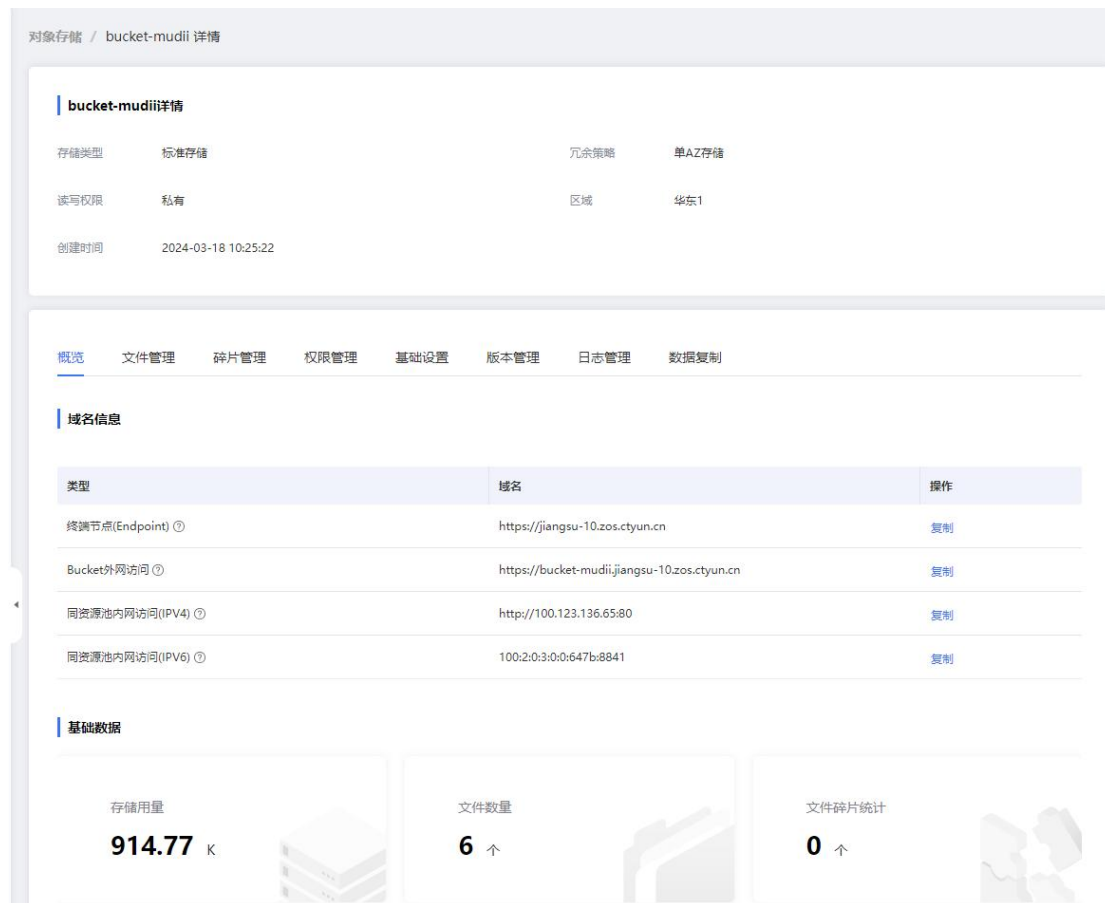 对象存储 / bucket-mudii 详情
bucket-mudii详情
存储类型 标准存储 冗余策略 单AZ存储
读写权限 私有 区域 华东1
创建时间 2024-03-18 10:25:22
概览 文件管理 碎片管理 权限管理 基础设置 版本管理 日志管理 数据复制
域名信息
类型 域名 操作
终端节点(Endpoint) ? https://jiangsu-10.zos.ctyun.cn 复制
Bucket外网访问 ? https://bucket-mudii.jiangsu-10.zos.ctyun.cn 复制
同资源池内网访问(IPV4) ? http://100.123.136.65:80 复制
同资源池内网访问(IPV6) ? 100:2:0:3:0:0:647b:8841 复制
基础数据
存储用量 文件数量 文件碎片统计
914.77 K 6 个 0 个